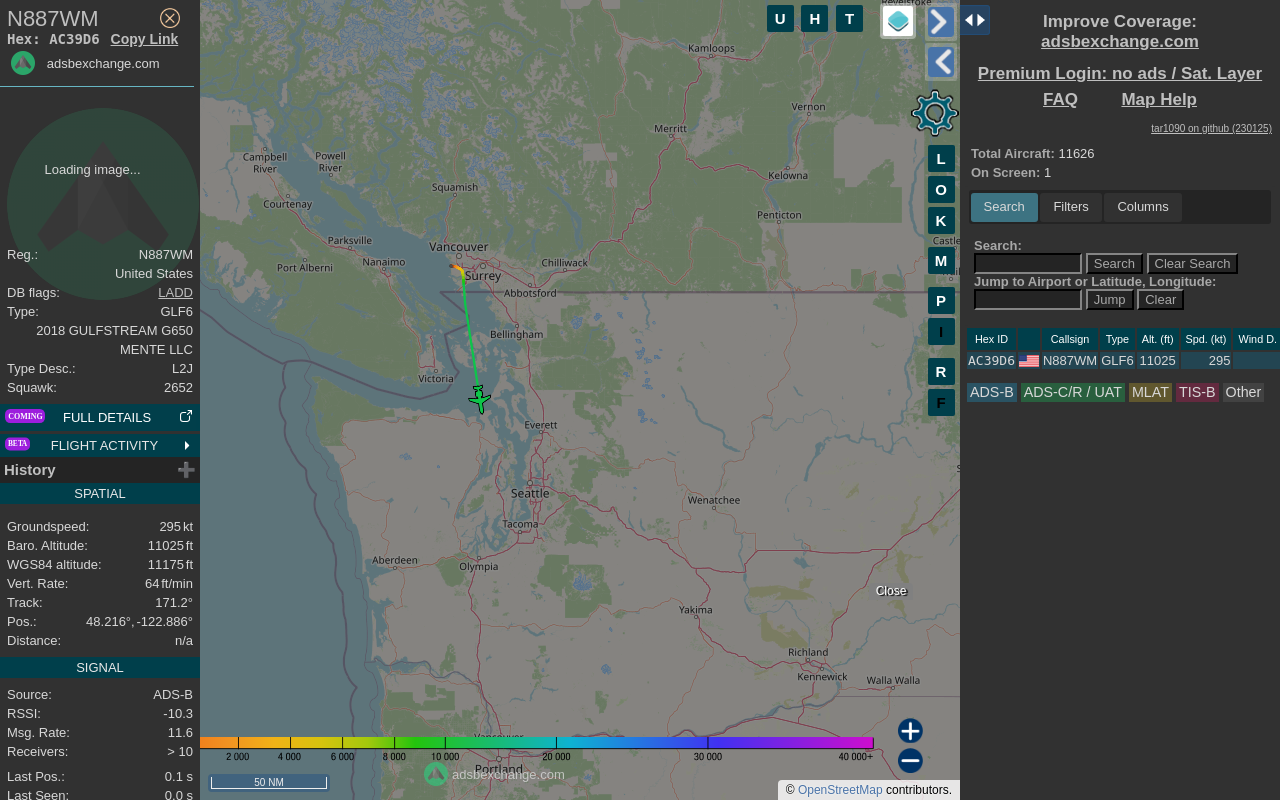 N887WM
Hex: AC39D6 Copy Link
adsbexchange.com
Loading image...
Reg.: N887WM
United States
DB flags: LADD
Type: GLF6
2018 GULFSTREAM G650
MENTE LLC
Type Desc.: L2J
Squawk: 2652
COMING FULL DETAILS
BETA FLIGHT ACTIVITY
History
SPATIAL
Groundspeed: 295 kt
Baro. Altitude: 11025 ft
WGS84 altitude: 11175 ft
Vert. Rate: 64 ft/min
Track: 171.2°
Pos.: 48.216°, -122.886°
Distance: n/a
SIGNAL
Source: ADS-B
RSSI: -10.3
Msg. Rate: 11.6
Receivers: > 10
Last Pos.: 0.1 s
Last Seen: 0.0 s
U H T
Revelstoke
Kamloops
Vernon
Merritt
Campbell
River
Powell
River
Kelowna
Squamish
Courtenay
Penticton
Parksville
Vancouver
Castle
Nanaimo
Port Alberni
Surrey
Chilliwack
Abbotsford
Bellingham
Victoria
Everett
Seattle
Wenatchee
Tacoma
Aberdeen
Olympia
Close
Yakima
Richland
Kennewick
Walla Walla
Vancouver
Portland
L
O
K
M
P
I
R
F
2 000 4 000 6 000 8 000 10 000 20 000 30 000 40 000+
50 NM
adsbexchange.com
© OpenStreetMap contributors.
Improve Coverage:
adsbexchange.com
Premium Login: no ads / Sat. Layer
FAQ Map Help
tar1090 on github (230125)
Total Aircraft: 11626
On Screen: 1
Search Filters Columns
Search:
Search Clear Search
Jump to Airport or Latitude, Longitude:
Jump Clear
Hex ID Callsign Type Alt. (ft) Spd. (kt) Wind D.
AC39D6 N887WM GLF6 11025 295
ADS-B ADS-C/R / UAT MLAT TIS-B Other